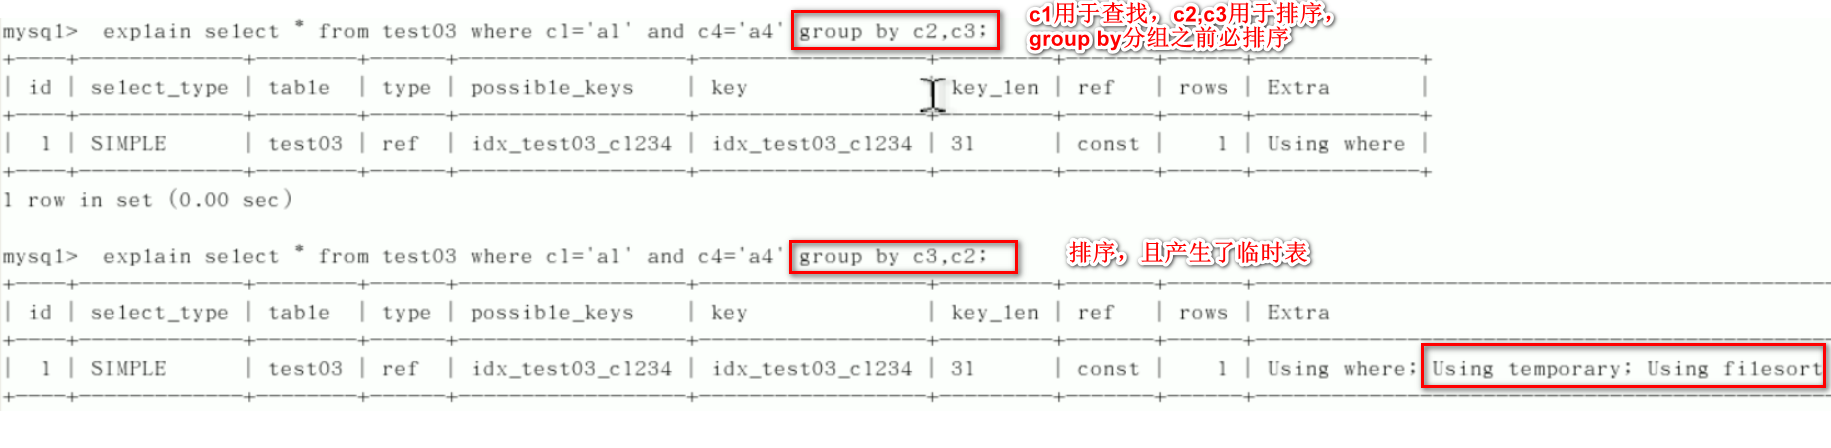 mysql> explain select * from test03 where c1='a1' and c4='a4' group by c2,c3;
c1用于查找，c2,c3用于排序，
group by分组之前必排序
+----+-------------+--------+------+------------------+------------------+---------+-------+------+-------------+
| id | select_type | table | type | possible_keys | key | key_len | ref | rows | Extra |
+----+-------------+--------+------+------------------+------------------+---------+-------+------+-------------+
| 1 | SIMPLE | test03 | ref | idx_test03_c1234 | idx_test03_c1234 | 31 | const | 1 | Using where |
+----+-------------+--------+------+------------------+------------------+---------+-------+------+-------------+
1 row in set (0.00 sec)
mysql> explain select * from test03 where c1='a1' and c4='a4' group by c3,c2;
排序，且产生了临时表
+----+-------------+--------+------+------------------+------------------+---------+-------+------+----------------------------------------------
| id | select_type | table | type | possible_keys | key | key_len | ref | rows | Extra
+----+-------------+--------+------+------------------+------------------+---------+-------+------+----------------------------------------------
| 1 | SIMPLE | test03 | ref | idx_test03_c1234 | idx_test03_c1234 | 31 | const | 1 | Using where; Using temporary; Using filesort
+----+-------------+--------+------+------------------+------------------+---------+-------+------+----------------------------------------------